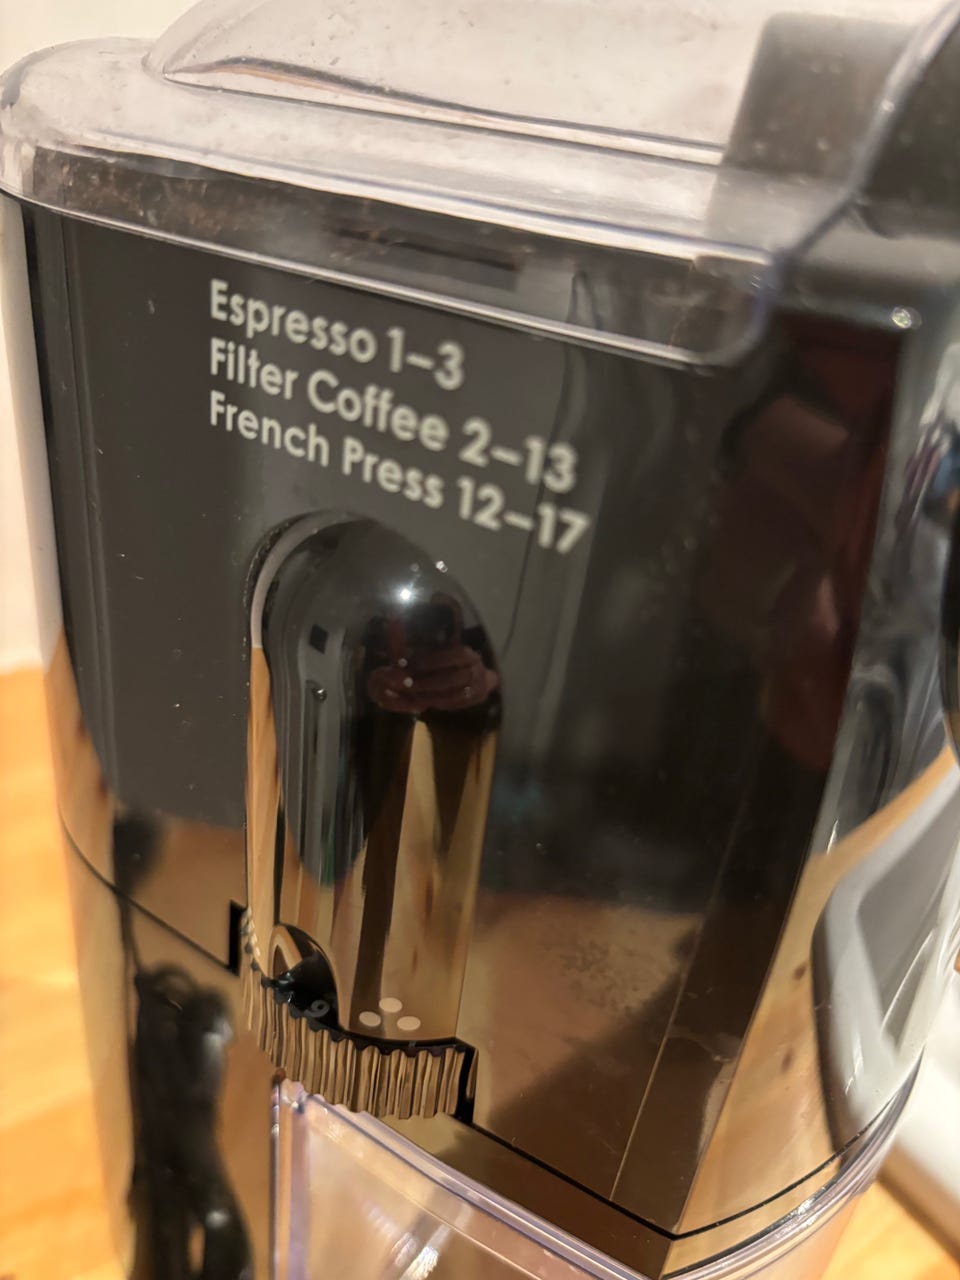 Espresso 1–3
Filter Coffee 2–13
French Press 12–17